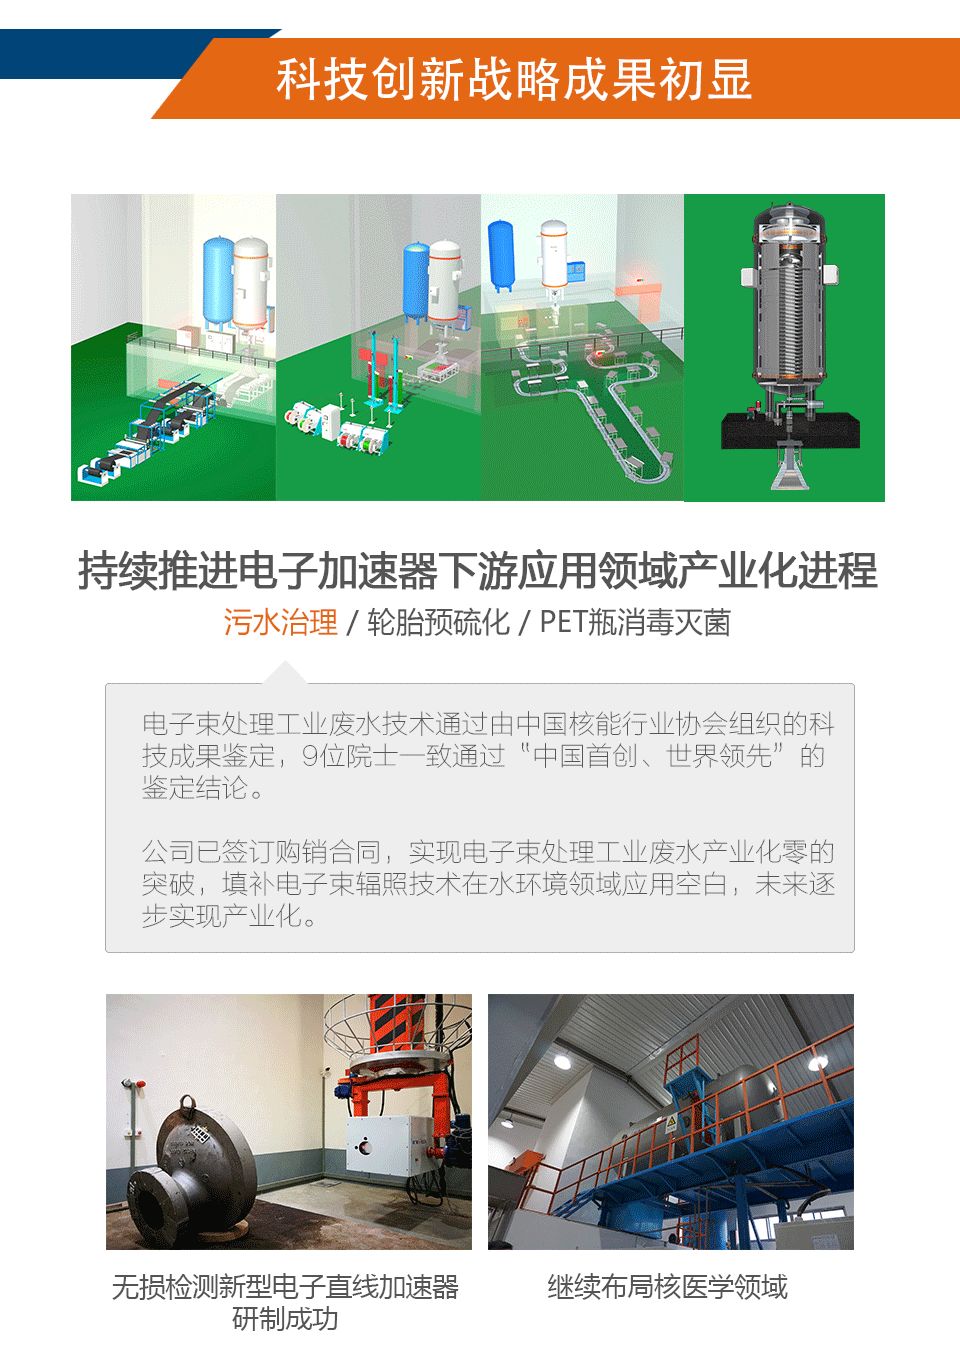 科技创新战略成果初显
持续推进电子加速器下游应用领域产业化进程
污水治理 / 轮胎预硫化 / PET瓶消毒灭菌
电子束处理工业废水技术通过由中国核能行业协会组织的科
技成果鉴定，9位院士一致通过“中国首创、世界领先”的
鉴定结论。
公司已签订购销合同，实现电子束处理工业废水产业化零的
突破，填补电子束辐照技术在水环境领域应用空白，未来逐
步实现产业化。
无损检测新型电子直线加速器
研制成功
继续布局核医学领域